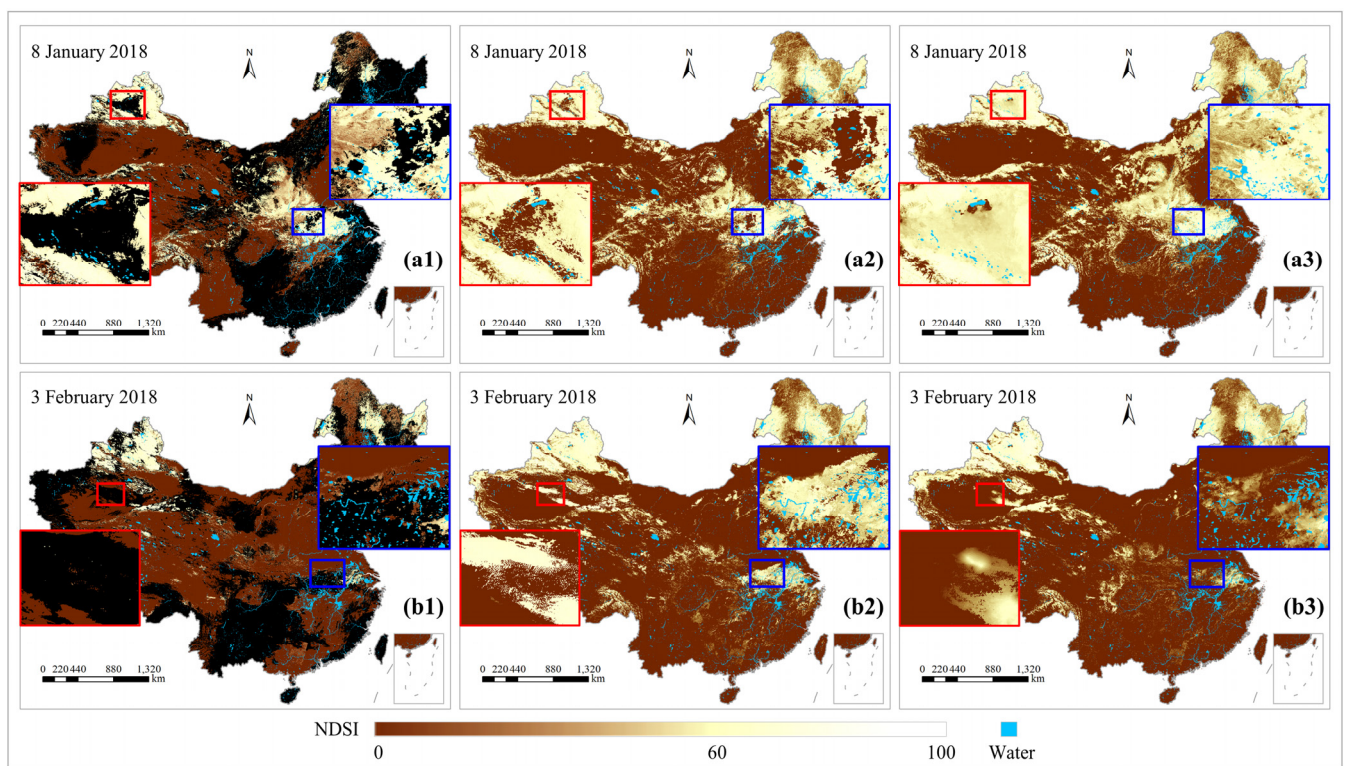 8 January 2018
N
(a1)
0 220 440 880 1,320
km
8 January 2018
N
(a2)
0 220 440 880 1,320
km
8 January 2018
N
(a3)
0 220 440 880 1,320
km
3 February 2018
N
(b1)
0 220 440 880 1,320
km
3 February 2018
N
(b2)
0 220 440 880 1,320
km
3 February 2018
N
(b3)
0 220 440 880 1,320
km
NDSI
0 60 100
Water